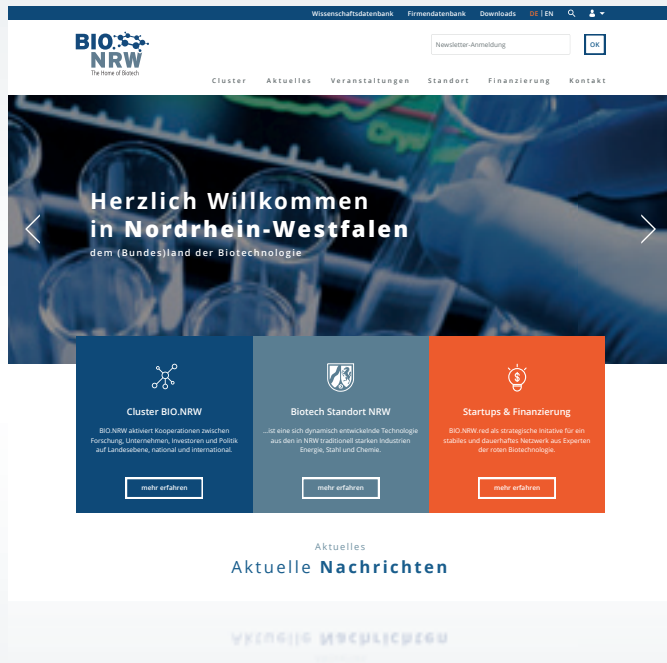 Wissenschaftsdatenbank Firmendatenbank Downloads DE | EN
BIO.
NRW
The Home of Biotech
Newsletter-Anmeldung OK
Cluster Aktuelles Veranstaltungen Standort Finanzierung Kontakt
Herzlich Willkommen
in Nordrhein-Westfalen
dem (Bundes)land der Biotechnologie
Cluster BIO.NRW
BIO.NRW aktiviert Kooperationen zwischen
Forschung, Unternehmen, Investoren und Politik
auf Landesebene, national und international.
mehr erfahren
Biotech Standort NRW
...ist eine sich dynamisch entwickelnde Technologie
aus den in NRW traditionell starken Industrien
Energie, Stahl und Chemie.
mehr erfahren
Startups & Finanzierung
BIO.NRW.red als strategische Initative für ein
stabiles und dauerhaftes Netzwerk aus Experten
der roten Biotechnologie.
mehr erfahren
Aktuelles
Aktuelle Nachrichten
Aktuelle Nachrichten